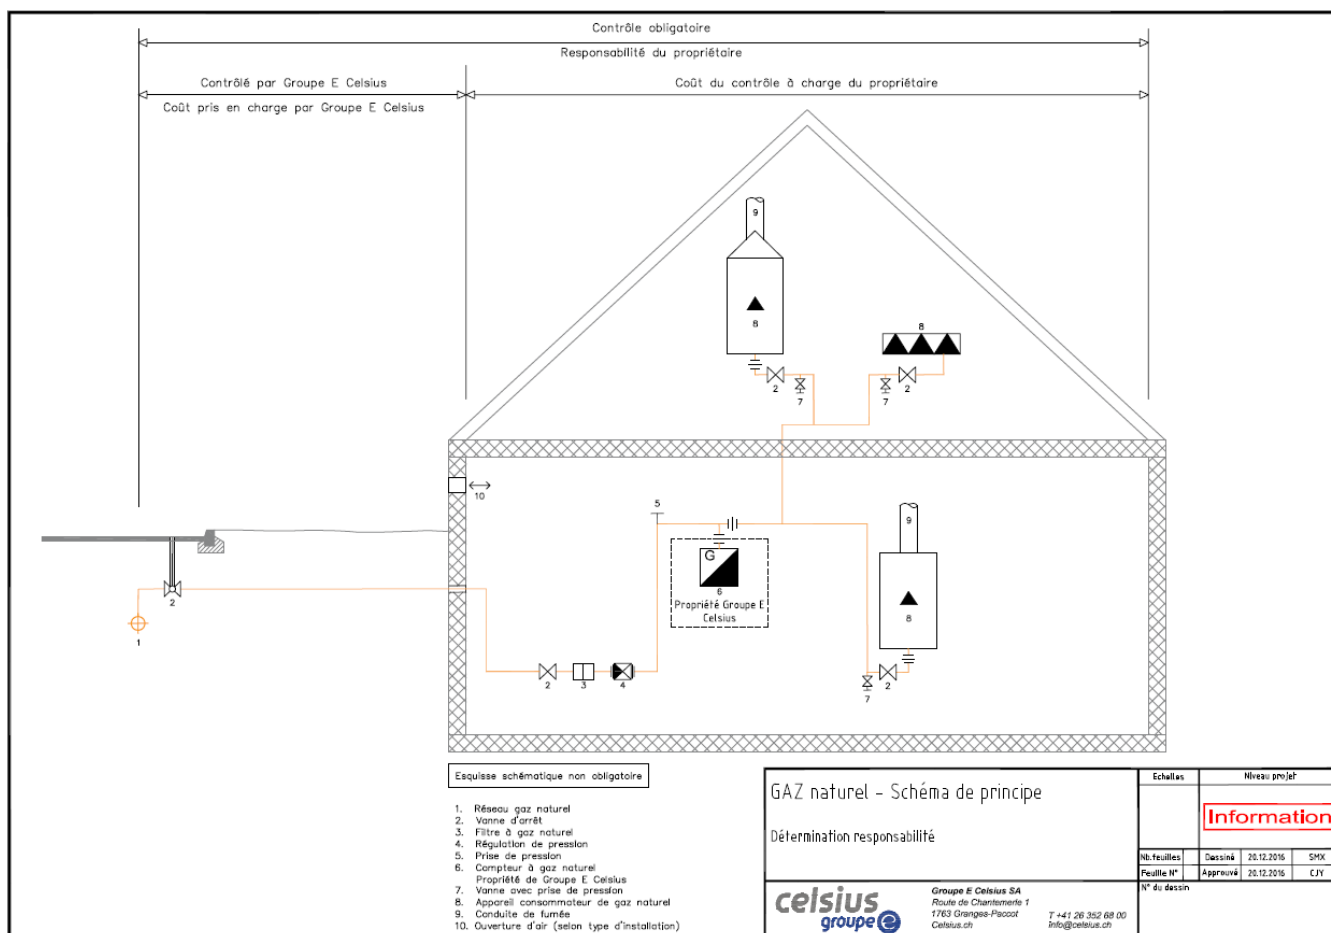 Contrôle obligatoire
Responsabilité du propriétaire
Contrôlé par Groupe E Celsius
Coût du contrôle à charge du propriétaire
Coût pris en charge par Groupe E Celsius
9
8
8
2
7
7
2
10
5
9
G
6
Propriété Groupe E
Celsius
8
2
1
2
3
4
7
2
Esquisse schématique non obligatoire
1. Réseau gaz naturel
2. Vanne d'arrêt
3. Filtre à gaz naturel
4. Régulation de pression
5. Prise de pression
6. Compteur à gaz naturel
Propriété de Groupe E Celsius
7. Vanne avec prise de pression
8. Appareil consommateur de gaz naturel
9. Conduite de fumée
10. Ouverture d'air (selon type d'installation)
GAZ naturel - Schéma de principe
Détermination responsabilité
Echelles
Niveau projet
Information
Nb.feuilles
Dessiné 20.12.2016 SMX
Feuille N°
Approuvé 20.12.2016 CJY
N° du dessin
celsius
groupe e
Groupe E Celsius SA
Route de Chantemerle 1
1763 Granges-Paccot
Celsius.ch
T +41 26 352 68 00
info@celsius.ch